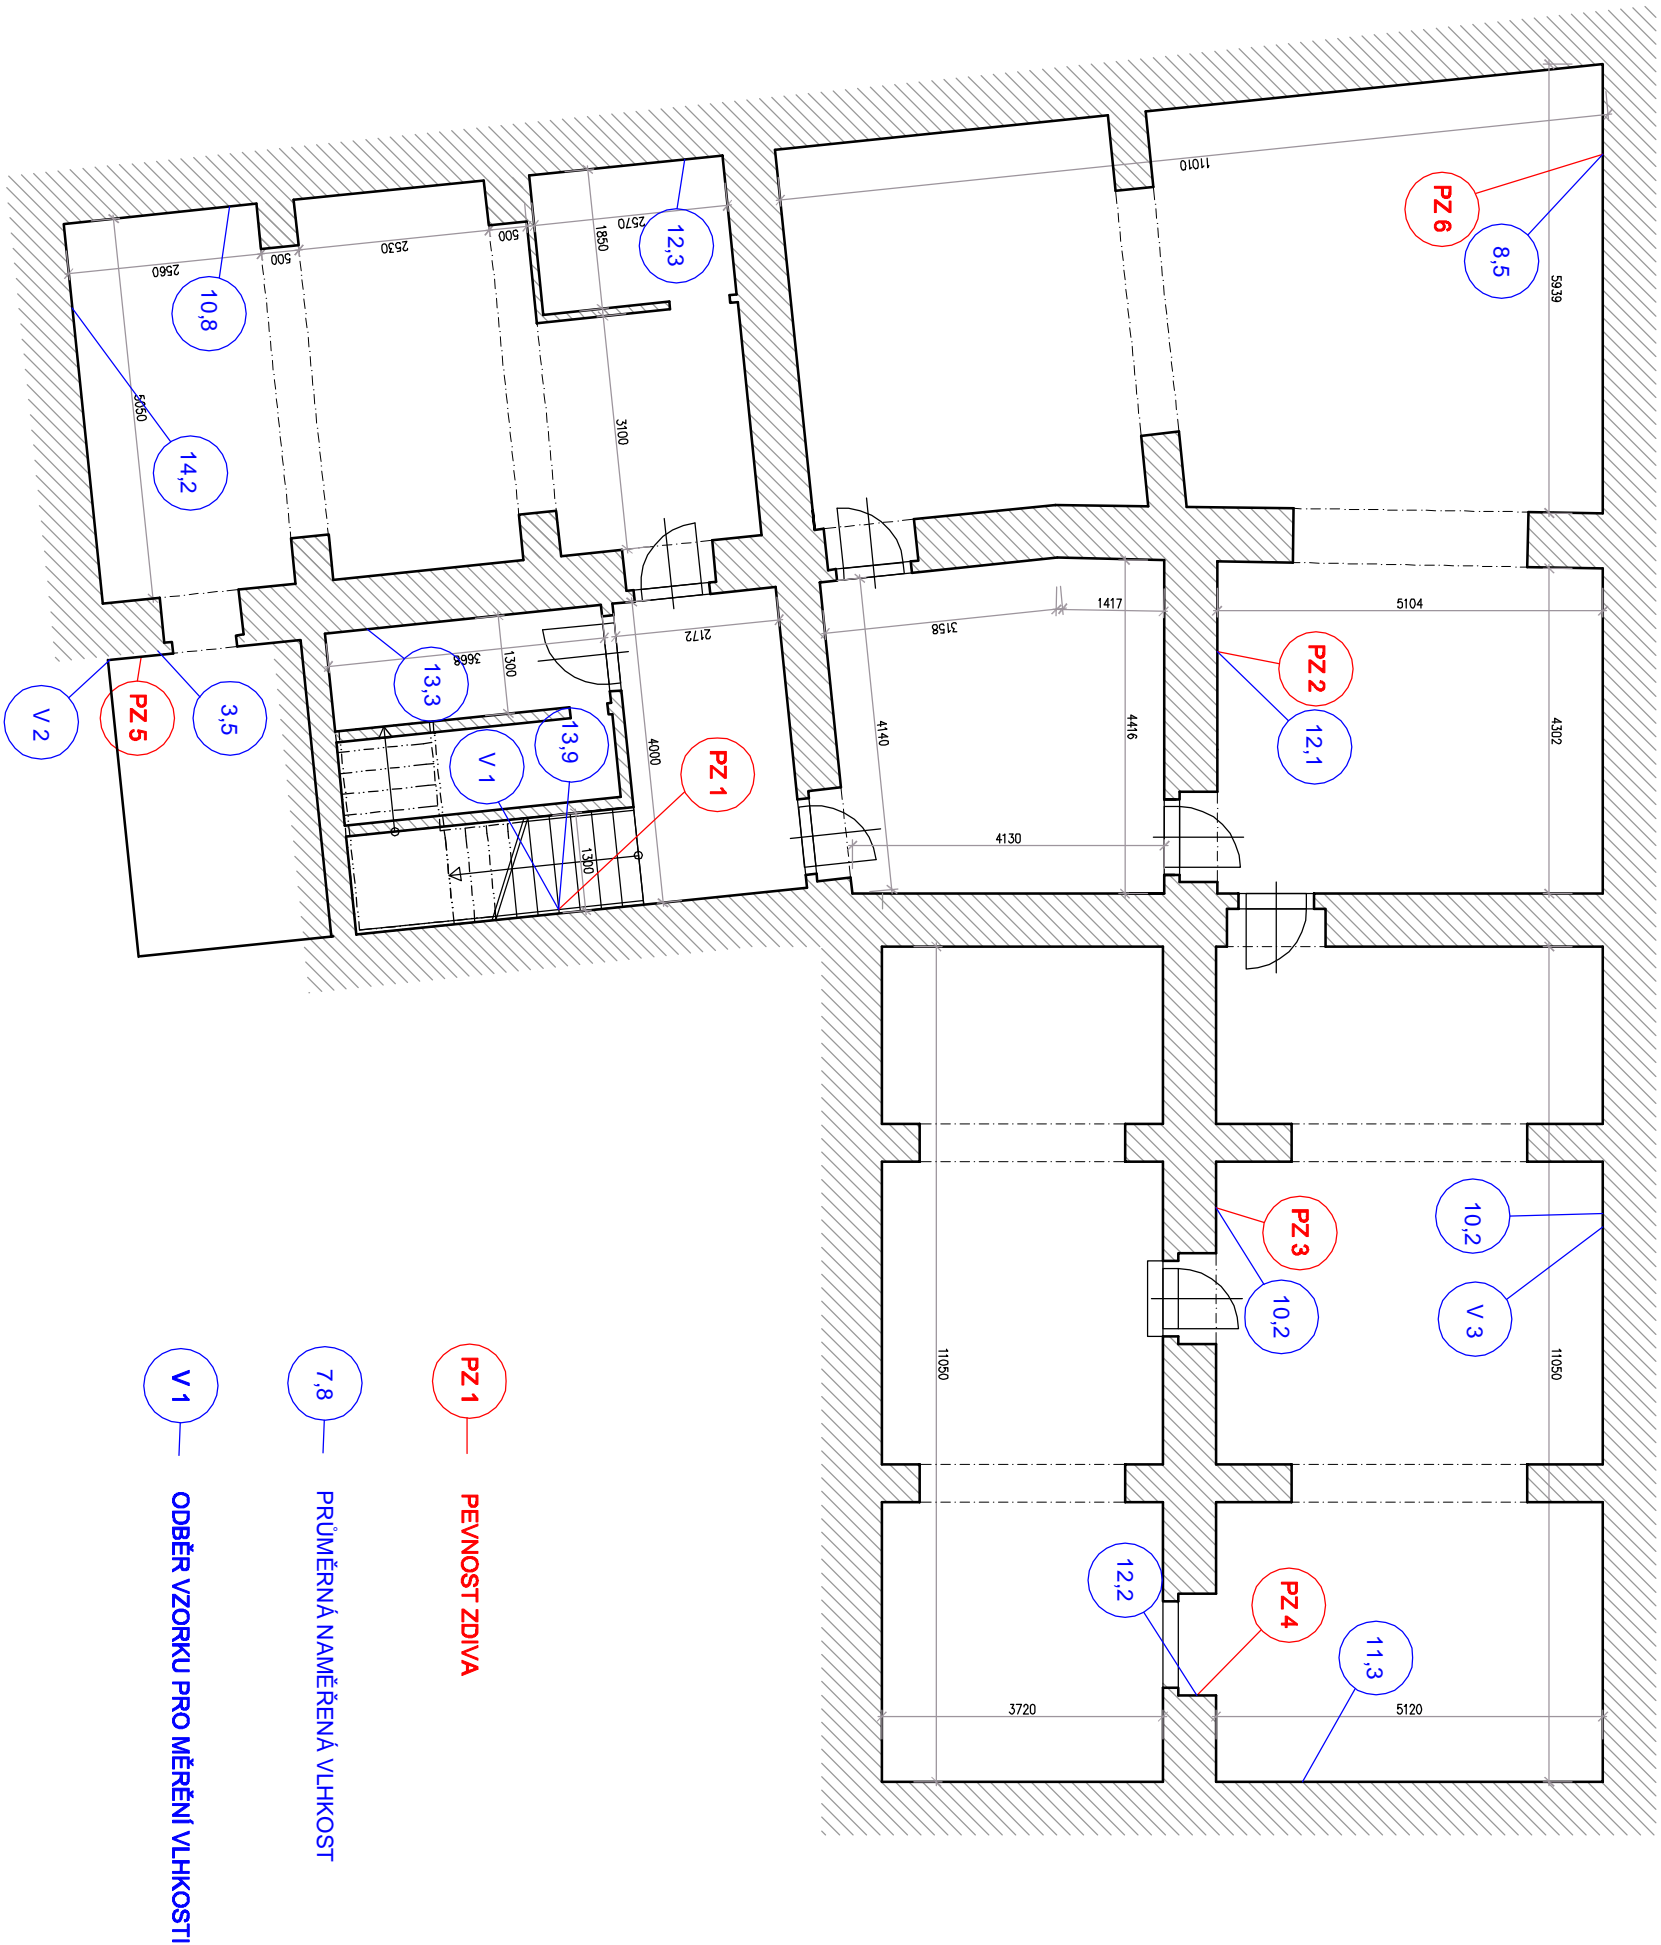 11010
PZ 6
8,5
5939
2570
1850
12,3
500
2530
500
2560
10,8
5050
14,2
3100
1417
3158
5104
2172
3668
1300
13,3
PZ 2
12,1
4302
4416
4140
4000
PZ 1
13,9
V 1
3,5
PZ 5
V 2
4130
1300
10,2
V 3
PZ 3
10,2
11050
11050
12,2
PZ 4
11,3
3720
5120
PZ 1
PEVNOST ZDIVA
7,8
PRŮMĚRNÁ NAMĚŘENÁ VLHKOST
V 1
ODBĚR VZORKU PRO MĚŘENÍ VLHKOSTI